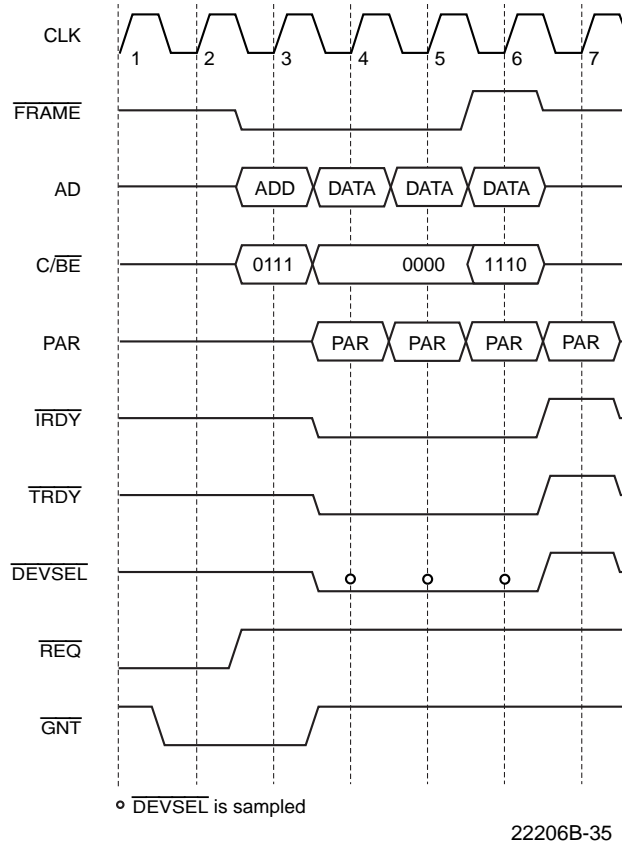 CLK
1 2 3 4 5 6 7
FRAME
AD ADD DATA DATA DATA
C/BE 0111 0000 1110
PAR PAR PAR PAR PAR
IRDY
TRDY
DEVSEL
REQ
GNT
DEVSEL is sampled
22206B-35